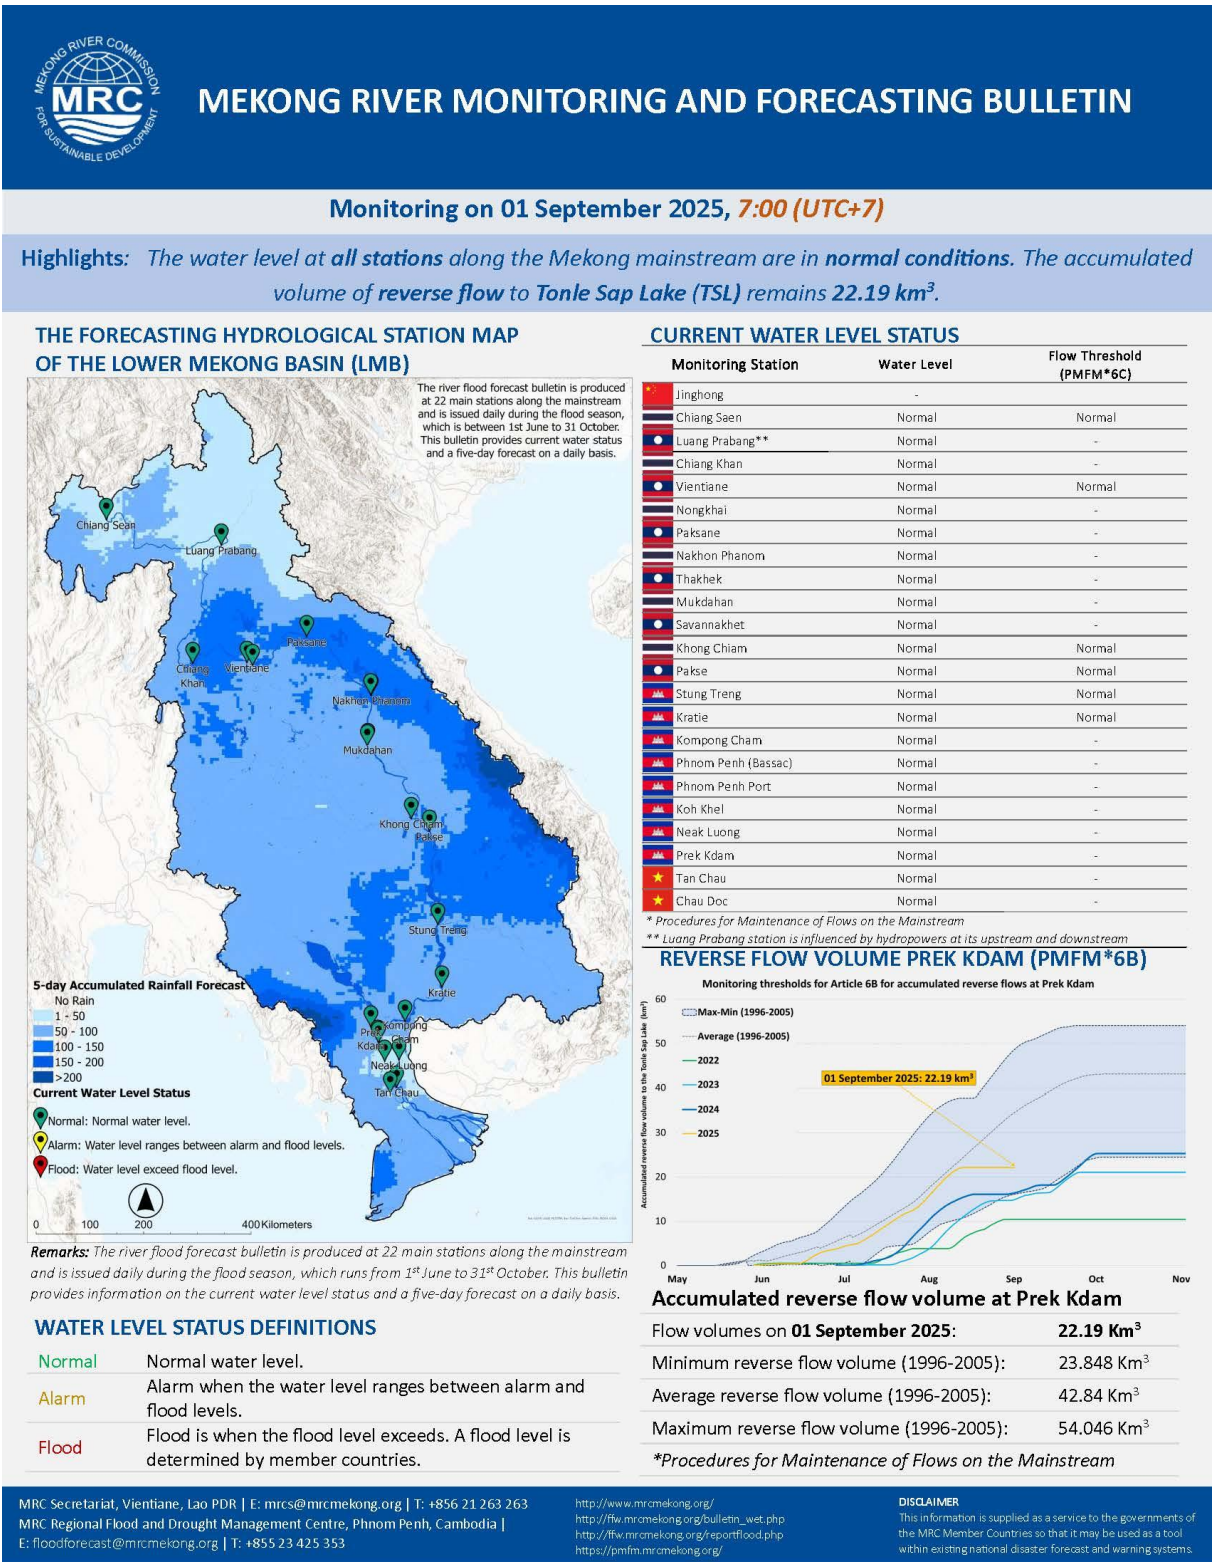 MEKONG RIVER COMMISSION
MRC
FOR SUSTAINABLE DEVELOPMENT
MEKONG RIVER MONITORING AND FORECASTING BULLETIN
Monitoring on 01 September 2025, 7:00 (UTC+7)
Highlights: The water level at all stations along the Mekong mainstream are in normal conditions. The accumulated
volume of reverse flow to Tonle Sap Lake (TSL) remains 22.19 km³.
THE FORECASTING HYDROLOGICAL STATION MAP
OF THE LOWER MEKONG BASIN (LMB)
The river flood forecast bulletin is produced
at 22 main stations along the mainstream
and is issued daily during the flood season,
which is between 1st June to 31 October.
This bulletin provides current water status
and a five-day forecast on a daily basis.
Chiang Sean
Luang Prabang
Paksane
Chiang
Khan
Vientiane
Nakhon Phanom
Mukdahan
Khong Chiam
Pakse
Stung Treng
Kratie
Kompong
Cham
Prek
Kdam
Neak Luong
Tan Chau
5-day Accumulated Rainfall Forecast
No Rain
1 - 50
50 - 100
100 - 150
150 - 200
>200
Current Water Level Status
Normal: Normal water level.
Alarm: Water level ranges between alarm and flood levels.
Flood: Water level exceed flood level.
0 100 200 400 Kilometers
Remarks: The river flood forecast bulletin is produced at 22 main stations along the mainstream
and is issued daily during the flood season, which runs from 1st June to 31st October. This bulletin
provides information on the current water level status and a five-day forecast on a daily basis.
WATER LEVEL STATUS DEFINITIONS
Normal Normal water level.
Alarm Alarm when the water level ranges between alarm and
flood levels.
Flood Flood is when the flood level exceeds. A flood level is
determined by member countries.
CURRENT WATER LEVEL STATUS
Monitoring Station Water Level Flow Threshold
(PMFM*6C)
Jinghong -
Chiang Saen Normal Normal
Luang Prabang** Normal -
Chiang Khan Normal -
Vientiane Normal Normal
Nongkhai Normal -
Paksane Normal -
Nakhon Phanom Normal -
Thakhek Normal -
Mukdahan Normal -
Savannakhet Normal -
Khong Chiam Normal Normal
Pakse Normal Normal
Stung Treng Normal Normal
Kratie Normal Normal
Kompong Cham Normal -
Phnom Penh (Bassac) Normal -
Phnom Penh Port Normal -
Koh Khel Normal -
Neak Luong Normal -
Prek Kdam Normal -
Tan Chau Normal -
Chau Doc Normal -
* Procedures for Maintenance of Flows on the Mainstream
** Luang Prabang station is influenced by hydropowers at its upstream and downstream
REVERSE FLOW VOLUME PREK KDAM (PMFM*6B)
Monitoring thresholds for Article 6B for accumulated reverse flows at Prek Kdam
Accumulated reverse flow volume to the Tonle Sap Lake (km³)
60
50
40
30
20
10
0
Max-Min (1996-2005)
Average (1996-2005)
2022
2023
2024
2025
01 September 2025: 22.19 km³
May Jun Jul Aug Sep Oct Nov
Accumulated reverse flow volume at Prek Kdam
Flow volumes on 01 September 2025: 22.19 Km³
Minimum reverse flow volume (1996-2005): 23.848 Km³
Average reverse flow volume (1996-2005): 42.84 Km³
Maximum reverse flow volume (1996-2005): 54.046 Km³
*Procedures for Maintenance of Flows on the Mainstream
MRC Secretariat, Vientiane, Lao PDR | E: mrcs@mrcmekong.org | T: +856 21 263 263
MRC Regional Flood and Drought Management Centre, Phnom Penh, Cambodia |
E: floodforecast@mrcmekong.org | T: +855 23 425 353
http://www.mrcmekong.org/
http://ffw.mrcmekong.org/bulletin_wet.php
http://ffw.mrcmekong.org/reportflood.php
https://pmfm.mrcmekong.org/
DISCLAIMER
This information is supplied as a service to the governments of
the MRC Member Countries so that it may be used as a tool
within existing national disaster forecast and warning systems.